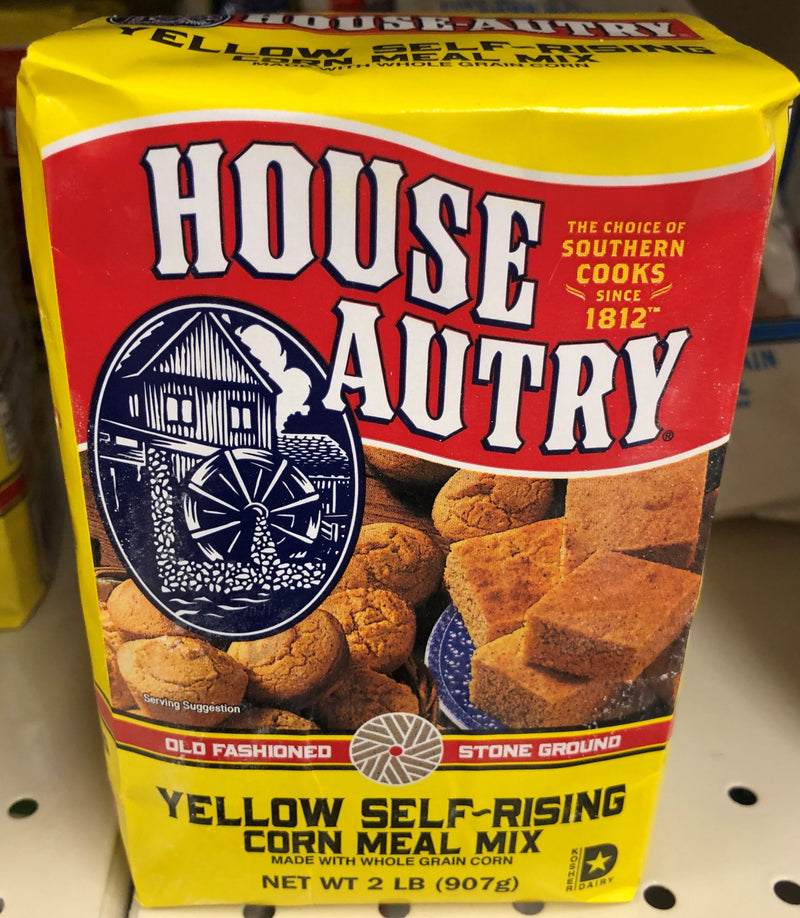 HOUSE-AUTRY
YELLOW SELF-RISING
CORN MEAL MIX
MADE WITH WHOLE GRAIN CORN
HOUSE
AUTRY®
THE CHOICE OF
SOUTHERN
COOKS
SINCE
1812™
Serving Suggestion
OLD FASHIONED
STONE GROUND
YELLOW SELF~RISING
CORN MEAL MIX
MADE WITH WHOLE GRAIN CORN
NET WT 2 LB (907g)
KOSHER
D
DAIRY